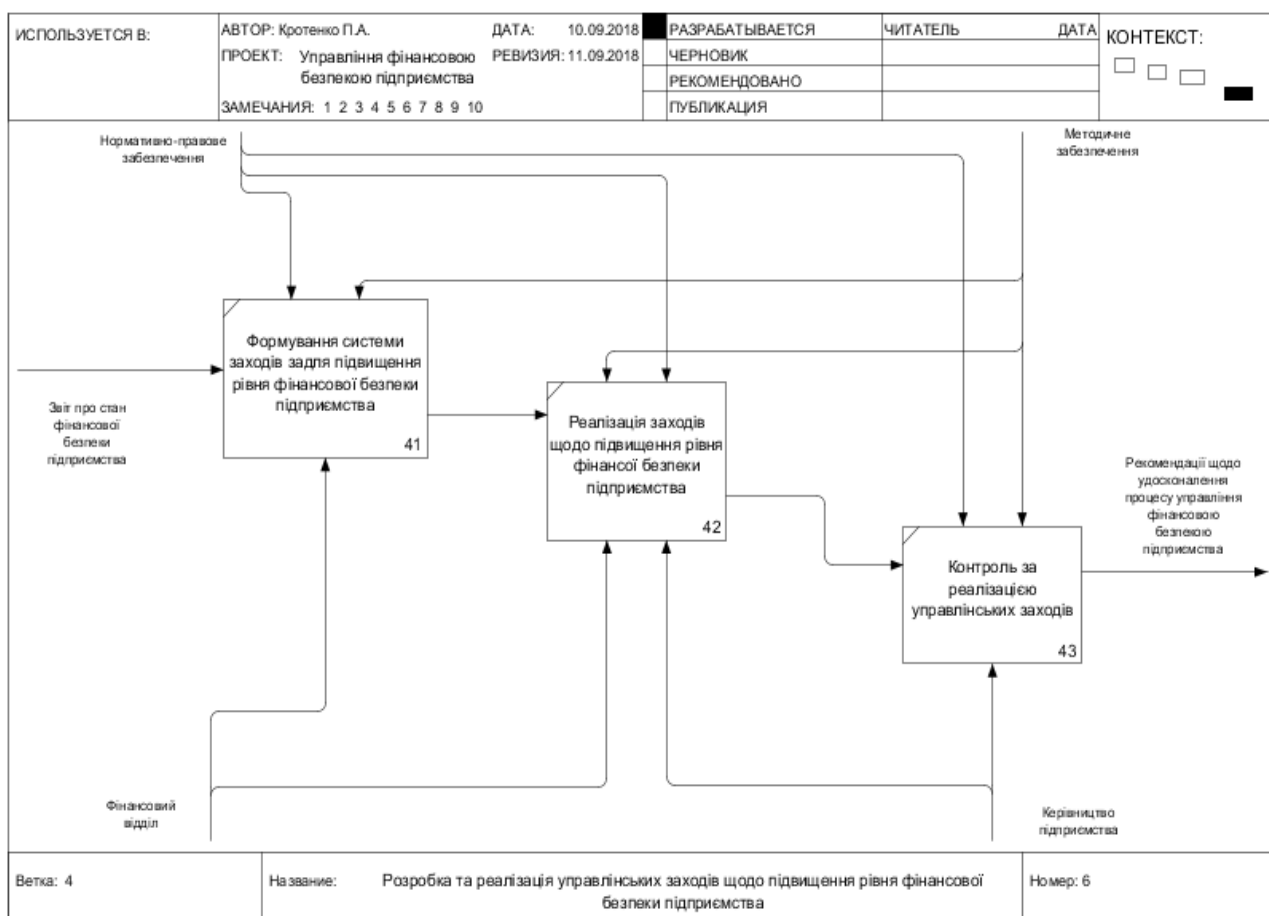 ИСПОЛЬЗУЕТСЯ В:
АВТОР: Кротенко П.А.
ДАТА: 10.09.2018
ПРОЕКТ: Управління фінансовою
безпекою підприємства
РЕВИЗИЯ: 11.09.2018
ЗАМЕЧАНИЯ: 1 2 3 4 5 6 7 8 9 10
РАЗРАБАТЫВАЕТСЯ
ЧЕРНОВИК
РЕКОМЕНДОВАНО
ПУБЛИКАЦИЯ
ЧИТАТЕЛЬ
ДАТА
КОНТЕКСТ:
Нормативно-правове
забезпечення
Методичне
забезпечення
Формування системи
заходів задля підвищення
рівня фінансової безпеки
підприємства
41
Звіт про стан
фінансової
безпеки
підприємства
Реалізація заходів
щодо підвищення рівня
фінансої безпеки
підприємства
42
Рекомендації щодо
удосконалення
процесу управління
фінансовою
безпекою
підприємства
Контроль за
реалізацією
управлінських заходів
43
Фінансовий
відділ
Керівництво
підприємства
Ветка: 4
Название: Розробка та реалізація управлінських заходів щодо підвищення рівня фінансової
безпеки підприємства
Номер: 6